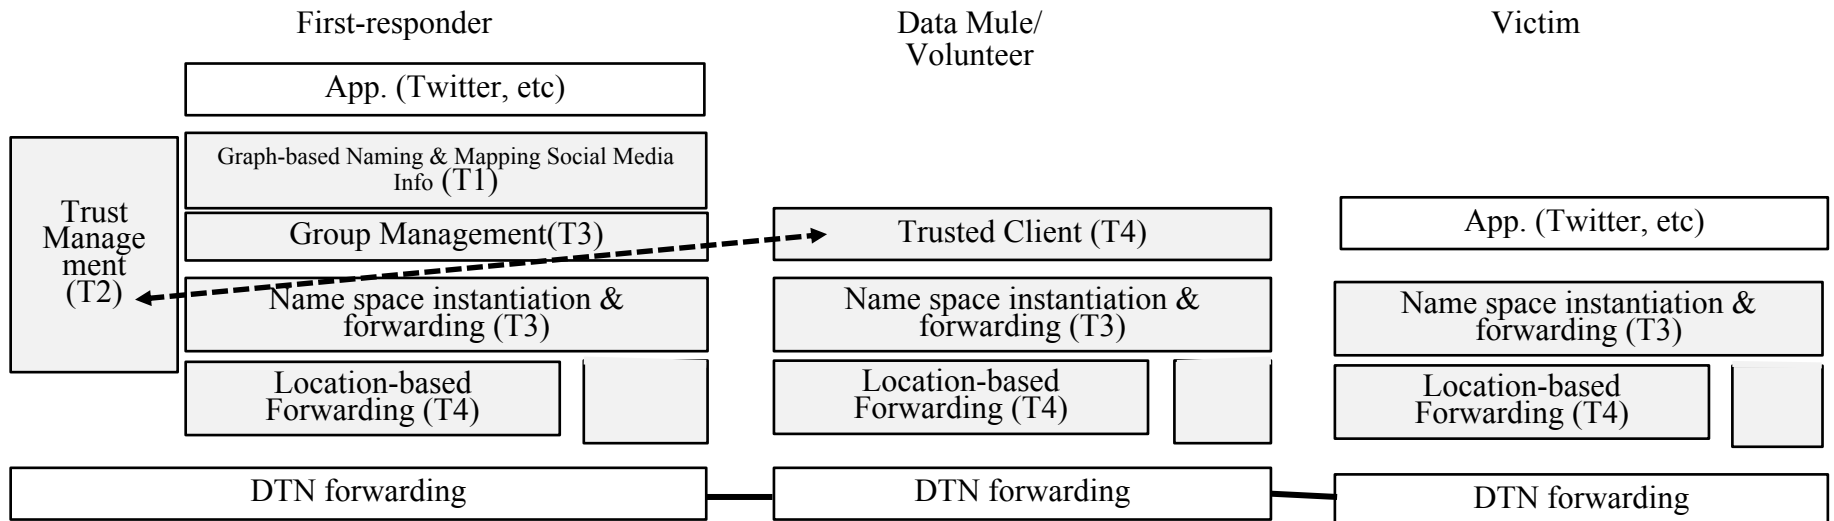 First-responder
Data Mule/
Volunteer
Victim
App. (Twitter, etc)
Graph-based Naming & Mapping Social Media
Info (T1)
Trust
Manage
ment
(T2)
Group Management(T3)
Trusted Client (T4)
App. (Twitter, etc)
Name space instantiation &
forwarding (T3)
Name space instantiation &
forwarding (T3)
Name space instantiation &
forwarding (T3)
Location-based
Forwarding (T4)
Location-based
Forwarding (T4)
Location-based
Forwarding (T4)
DTN forwarding
DTN forwarding
DTN forwarding